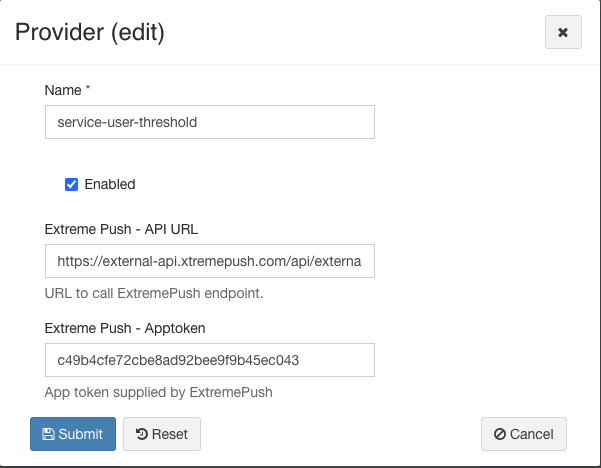 Provider (edit)
Name *
service-user-threshold
Enabled
Extreme Push - API URL
https://external-api.xtremepush.com/api/externa
URL to call ExtremePush endpoint.
Extreme Push - Apptoken
c49b4cfe72cbe8ad92bee9f9b45ec043
App token supplied by ExtremePush
Submit Reset Cancel